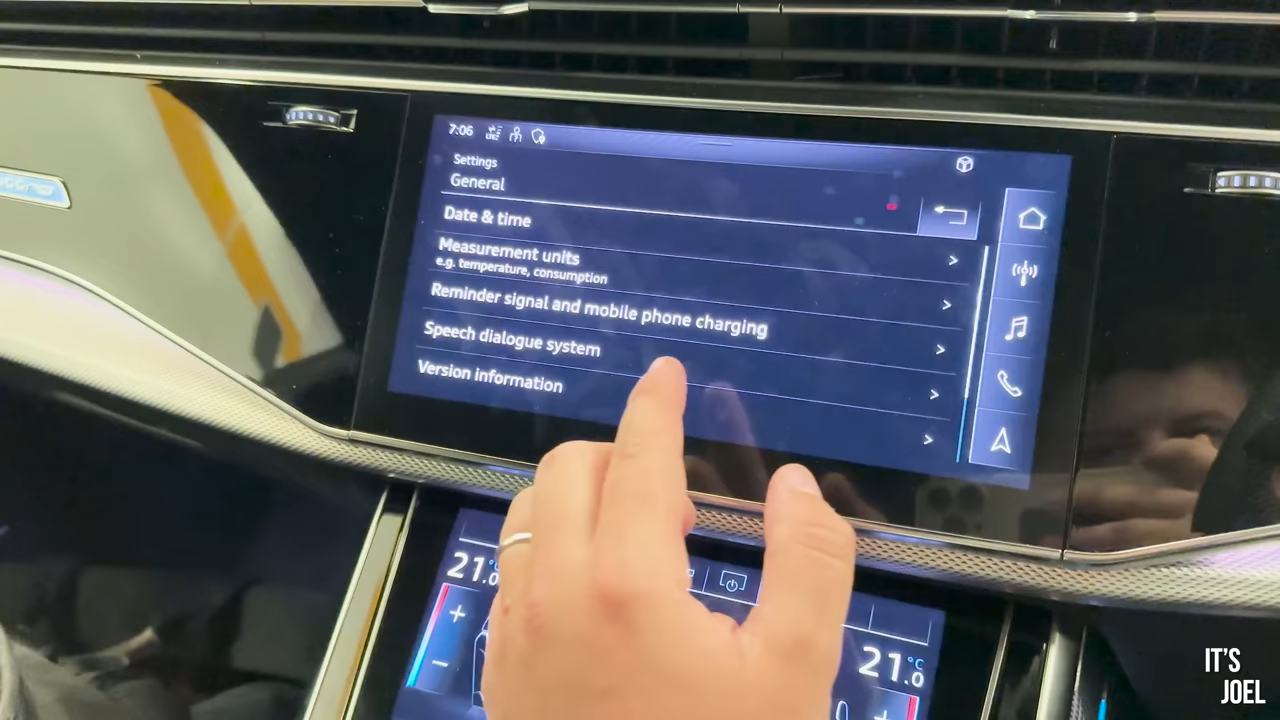 7:06
Settings
General
Date & time
Measurement units
e.g. temperature, consumption
Reminder signal and mobile phone charging
Speech dialogue system
Version information
21.0
21.0 °C
IT'S
JOEL